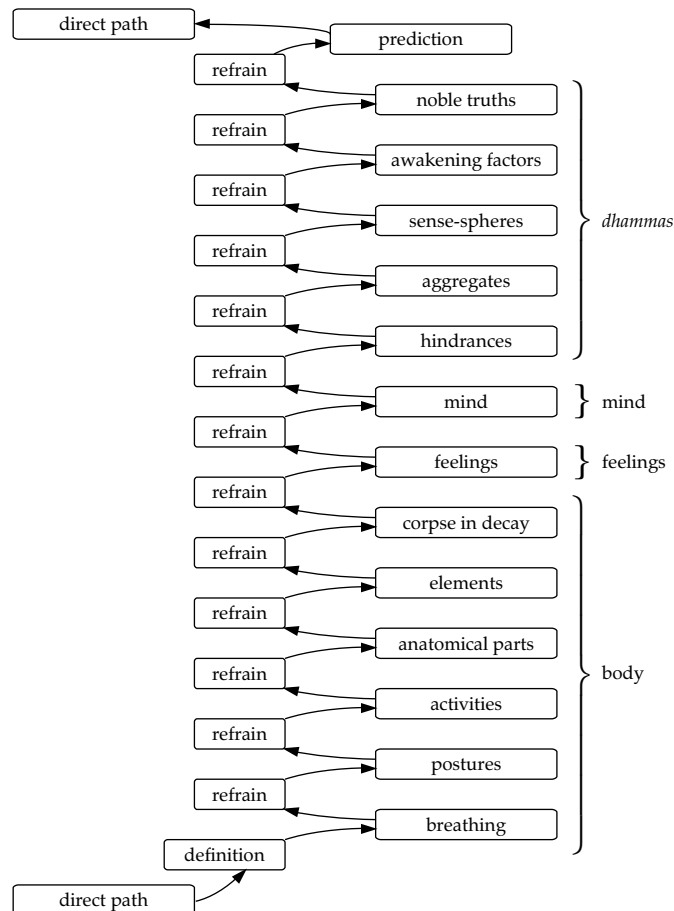 direct path
prediction
refrain
noble truths
refrain
awakening factors
refrain
sense-spheres
dhammas
refrain
aggregates
refrain
hindrances
refrain
mind
mind
refrain
feelings
feelings
refrain
corpse in decay
refrain
elements
refrain
anatomical parts
refrain
body
activities
refrain
postures
refrain
breathing
definition
direct path